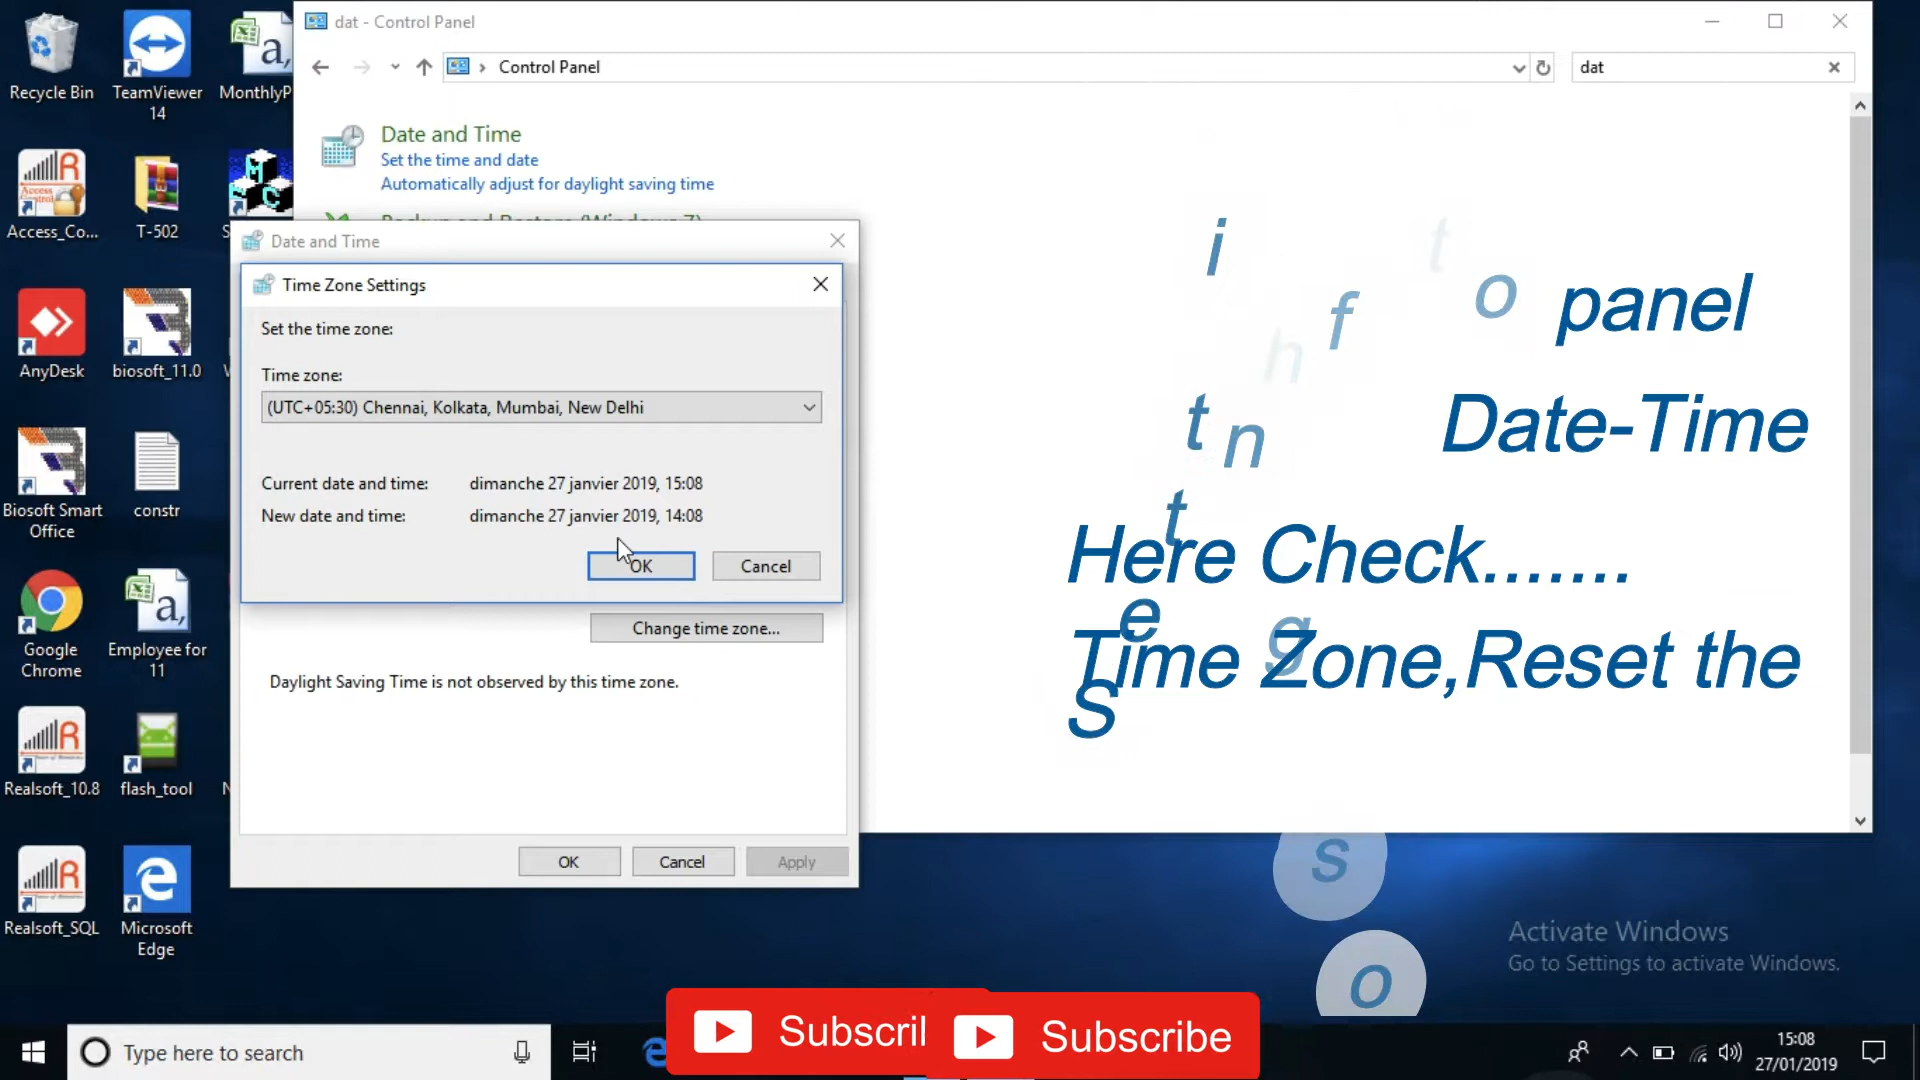 dat - Control Panel
Control Panel
dat
Date and Time
Set the time and date
Automatically adjust for daylight saving time
Backup and Restore (Windows 7)
Date and Time
Time Zone Settings
Set the time zone:
Time zone:
(UTC+05:30) Chennai, Kolkata, Mumbai, New Delhi
Current date and time: dimanche 27 janvier 2019, 15:08
New date and time: dimanche 27 janvier 2019, 14:08
OK Cancel
Change time zone...
Daylight Saving Time is not observed by this time zone.
OK Cancel Apply
Recycle Bin
TeamViewer 14
MonthlyP
Access_Co...
T-502
AnyDesk
biosoft_11.0
Biosoft Smart Office
constr
Google Chrome
Employee for 11
Realsoft_10.8
flash_tool
Realsoft_SQL
Microsoft Edge
i t
f o panel
h
t n Date-Time
t
Here Check.......
e g
Time Zone,Reset the
S
s
o
Activate Windows
Go to Settings to activate Windows.
Subscri
Subscribe
Type here to search
15:08
27/01/2019